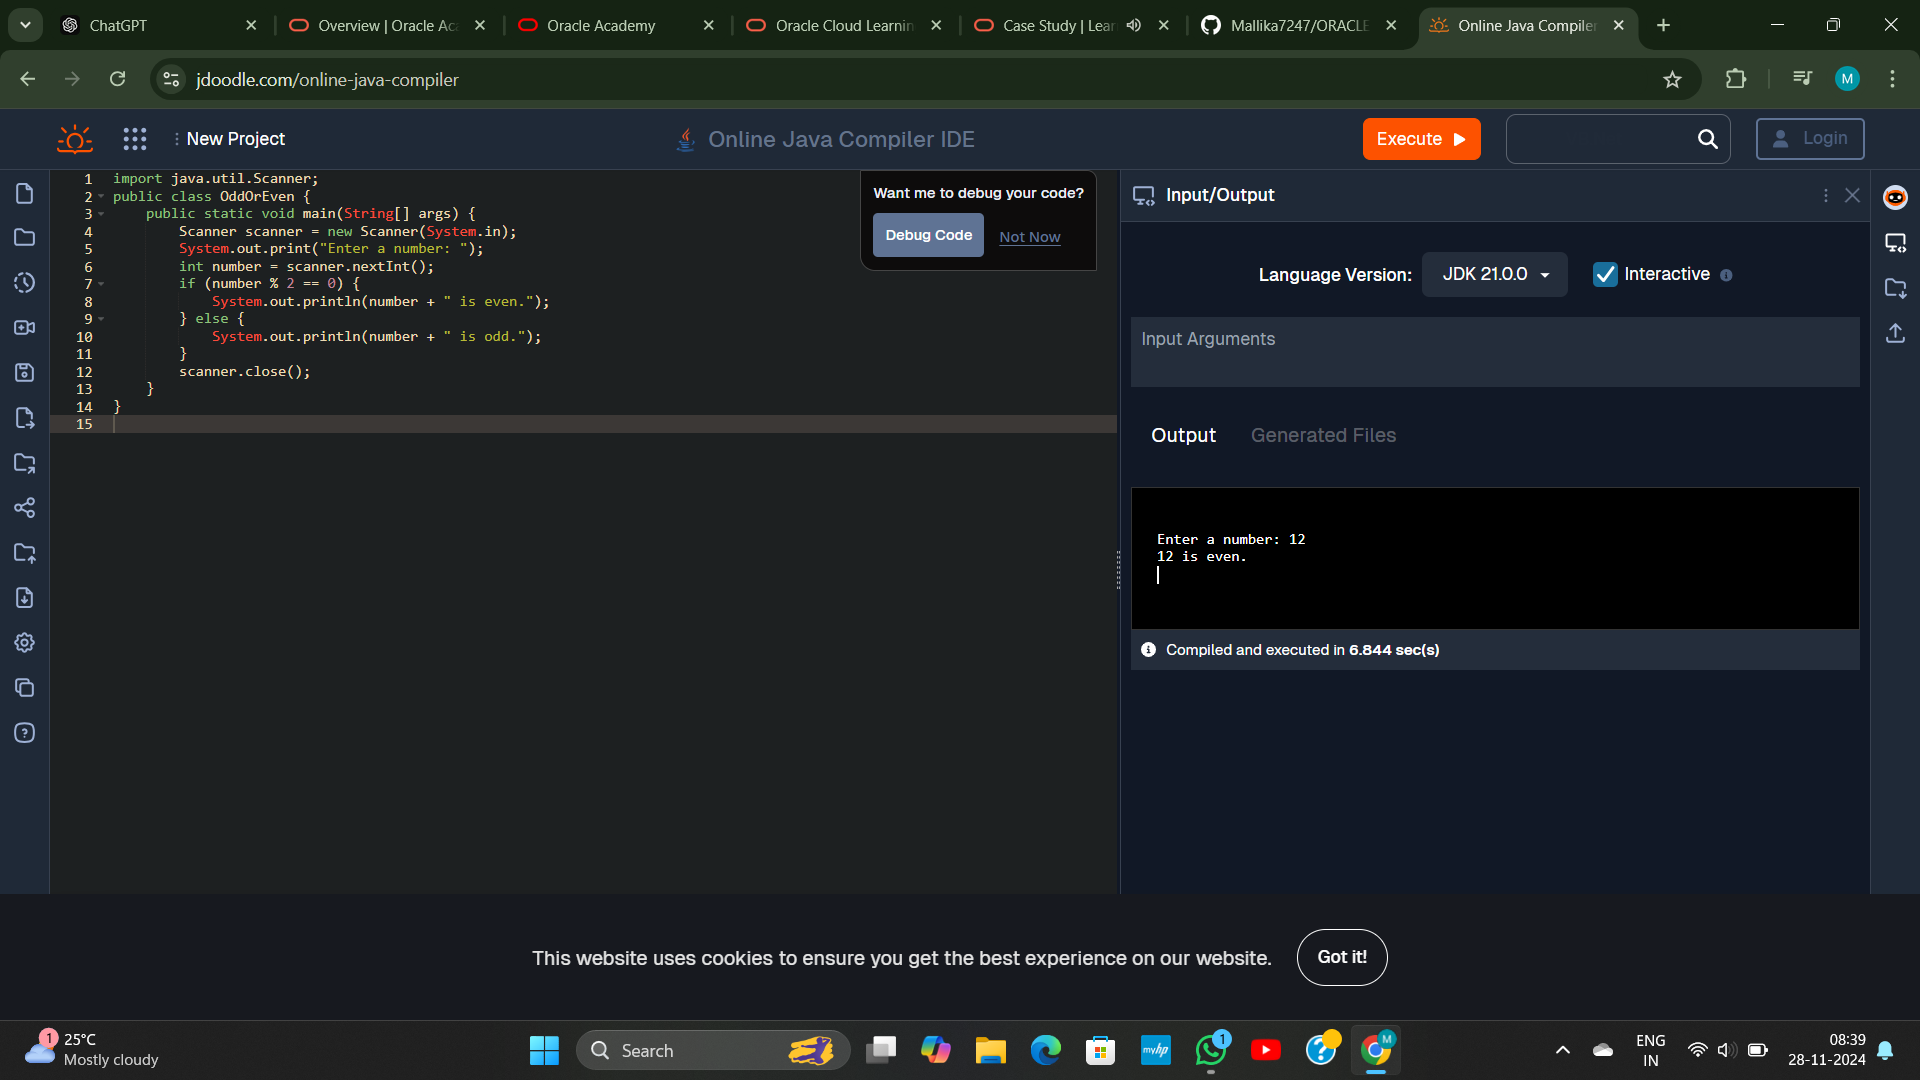 ChatGPT
Overview | Oracle Aca
Oracle Academy
Oracle Cloud Learnin
Case Study | Lear
Mallika7247/ORACLE
Online Java Compiler
jdoodle.com/online-java-compiler
M
New Project
Online Java Compiler IDE
Execute
Login
1 import java.util.Scanner;
2 public class OddOrEven {
3 public static void main(String[] args) {
4 Scanner scanner = new Scanner(System.in);
5 System.out.print("Enter a number: ");
6 int number = scanner.nextInt();
7 if (number % 2 == 0) {
8 System.out.println(number + " is even.");
9 } else {
10 System.out.println(number + " is odd.");
11 }
12 scanner.close();
13 }
14 }
15
Want me to debug your code?
Debug Code
Not Now
Input/Output
Language Version:
JDK 21.0.0
Interactive
Input Arguments
Output
Generated Files
Enter a number: 12
12 is even.
Compiled and executed in 6.844 sec(s)
This website uses cookies to ensure you get the best experience on our website.
Got it!
1
25°C
Mostly cloudy
Search
myhp
1
M
ENG
IN
08:39
28-11-2024